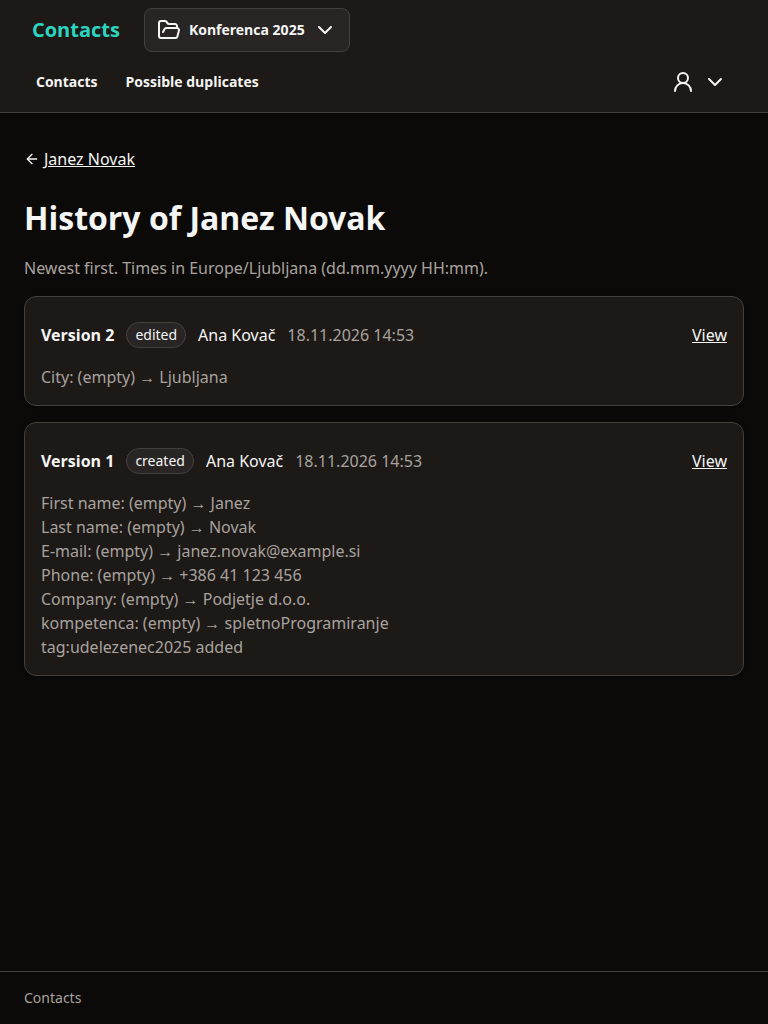 Contacts
Konferenca 2025
Contacts
Possible duplicates
← Janez Novak
History of Janez Novak
Newest first. Times in Europe/Ljubljana (dd.mm.yyyy HH:mm).
Version 2 edited Ana Kovač 18.11.2026 14:53 View
City: (empty) → Ljubljana
Version 1 created Ana Kovač 18.11.2026 14:53 View
First name: (empty) → Janez
Last name: (empty) → Novak
E-mail: (empty) → janez.novak@example.si
Phone: (empty) → +386 41 123 456
Company: (empty) → Podjetje d.o.o.
kompetenca: (empty) → spletnoProgramiranje
tag:udelezenec2025 added
Contacts